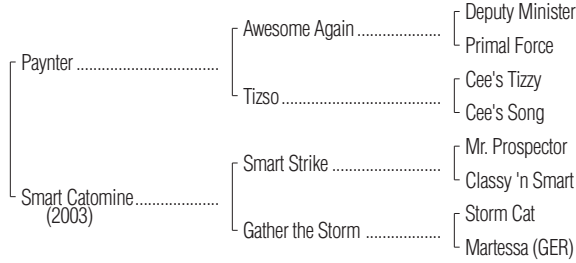 Deputy Minister
Awesome Again ....................
Primal Force
Paynter ..................................
Cee's Tizzy
Tizso ......................................
Cee's Song
Mr. Prospector
Smart Strike ..........................
Classy 'n Smart
Smart Catomine ....................
(2003)
Storm Cat
Gather the Storm ..................
Martessa (GER)